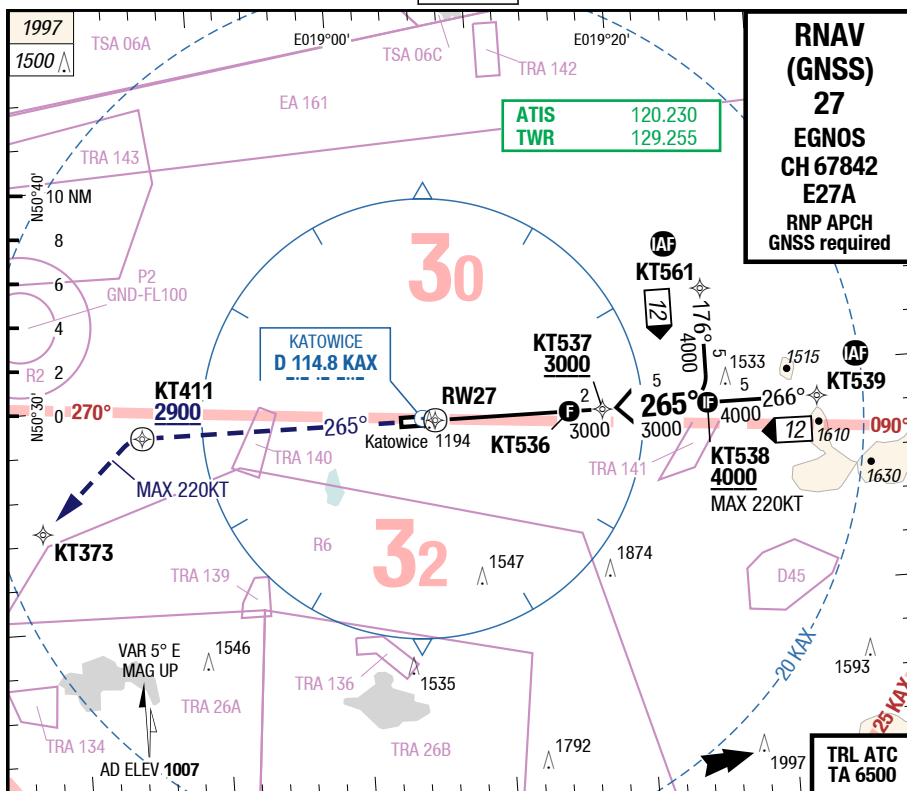 1997
1500
TSA 06A
E019°00'
TSA 06C
TRA 142
E019°20'
RNAV
(GNSS)
27
EGNOS
CH 67842
E27A
RNP APCH
GNSS required
EA 161
ATIS 120.230
TWR 129.255
TRA 143
N50°40'
10 NM
8
6
4
2
0
P2
GND-FL100
R2
N50°30'
30
IAF
KT561
12
176°
5
4000
KATOWICE
D 114.8 KAX
KT537
3000
1533
1515
IAF
KT539
KT411
2900
270°
265°
RW27
Katowice 1194
F
KT536
2
3000
5
3000
265°
IF
5
4000
266°
12
1610
090°
1630
KT538
4000
MAX 220KT
TRA 140
TRA 141
MAX 220KT
KT373
R6
32
1547
1874
D45
TRA 139
VAR 5° E
MAG UP
1546
TRA 136
1535
20 KAX
1593
25 KAX
TRA 134
TRA 26A
TRA 26B
1792
1997
AD ELEV 1007
TRL ATC
TA 6500